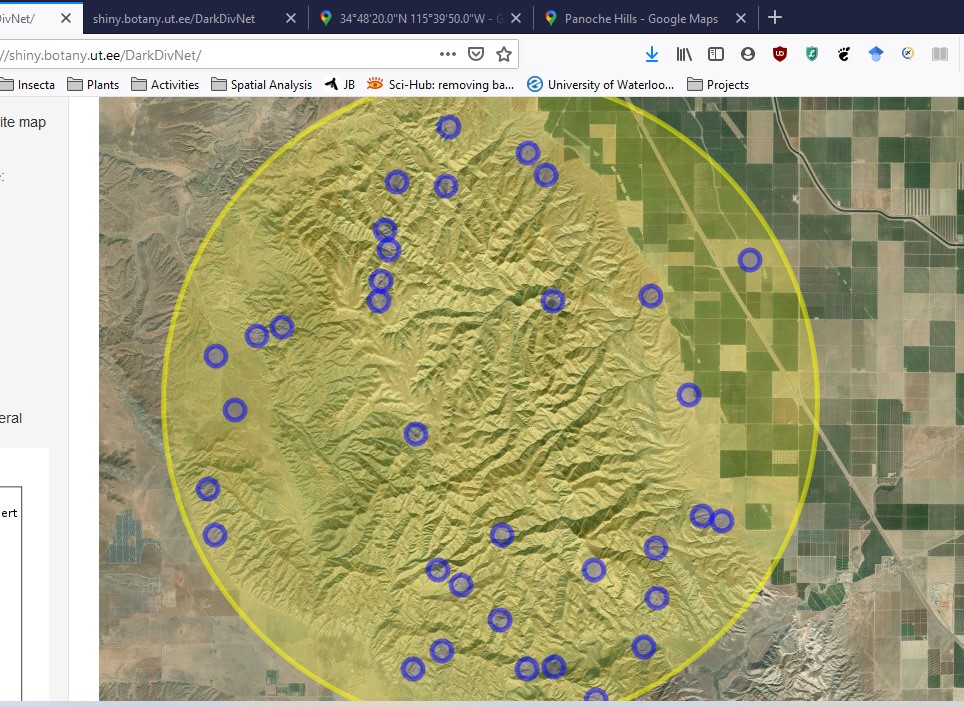 ivNet/
shiny.botany.ut.ee/DarkDivNet
34°48'20.0"N 115°39'50.0"W - G
Panoche Hills - Google Maps
//shiny.botany.ut.ee/DarkDivNet/
Insecta
Plants
Activities
Spatial Analysis
JB
Sci-Hub: removing ba...
University of Waterloo...
Projects
ite map
:
eral
ert